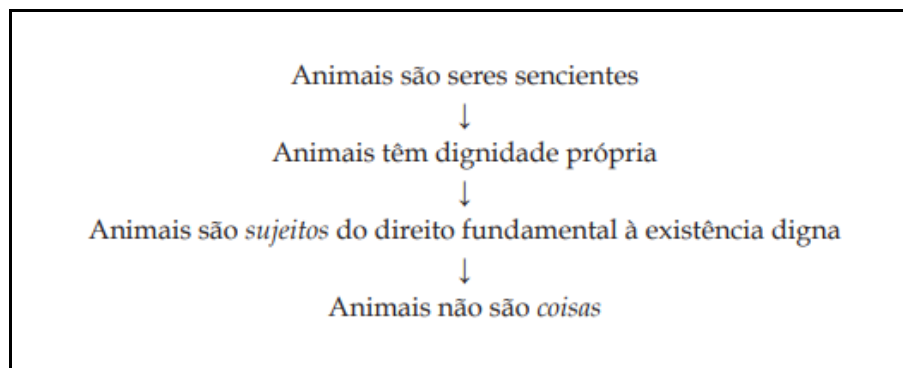 Animais são seres sencientes
↓
Animais têm dignidade própria
↓
Animais são sujeitos do direito fundamental à existência digna
↓
Animais não são coisas